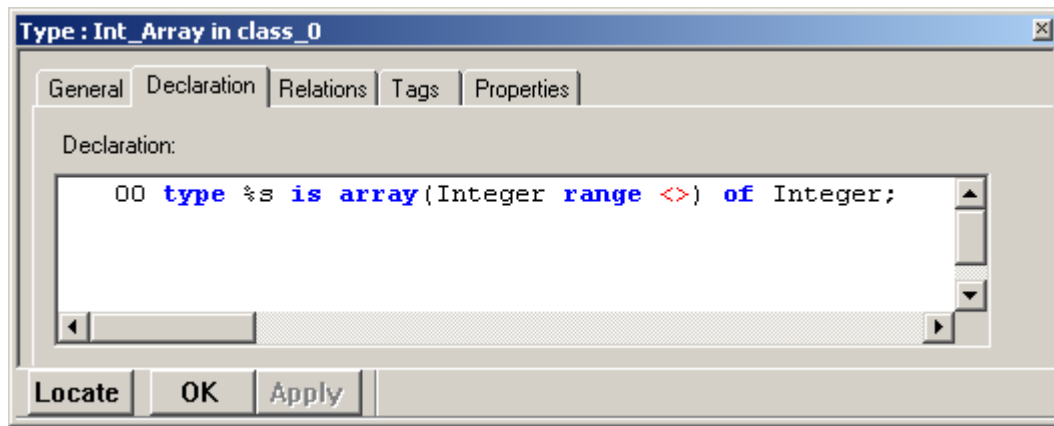 Type : Int_Array in class_0
General Declaration Relations Tags Properties
Declaration:
00 type %s is array(Integer range <>) of Integer;
Locate OK Apply